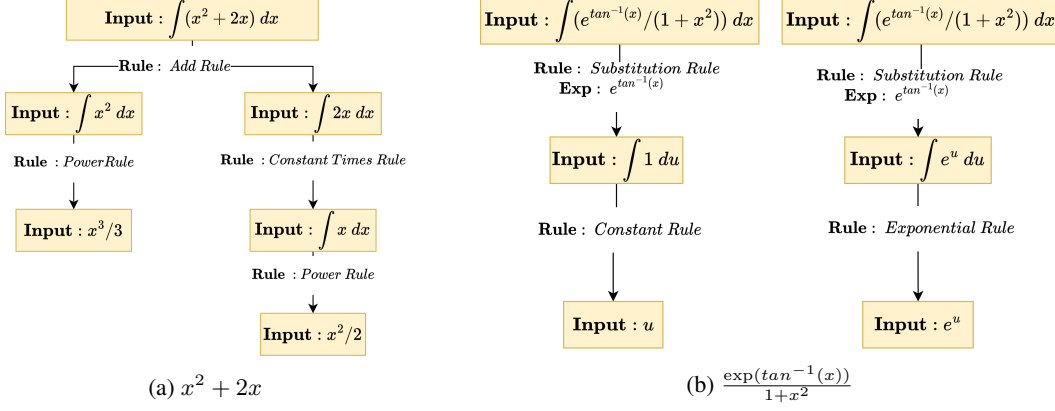 Input : ∫(x² + 2x) dx
Rule : Add Rule
Input : ∫ x² dx
Input : ∫ 2x dx
Rule : PowerRule
Rule : Constant Times Rule
Input : x³/3
Input : ∫ x dx
Rule : Power Rule
Input : x²/2
(a) x² + 2x
Input : ∫(e^{tan⁻¹(x)}/(1 + x²)) dx
Rule : Substitution Rule
Exp : e^{tan⁻¹(x)}
Input : ∫ 1 du
Rule : Constant Rule
Input : u
Input : ∫(e^{tan⁻¹(x)}/(1 + x²)) dx
Rule : Substitution Rule
Exp : e^{tan⁻¹(x)}
Input : ∫ e^u du
Rule : Exponential Rule
Input : e^u
(b) exp(tan⁻¹(x))/1+x²